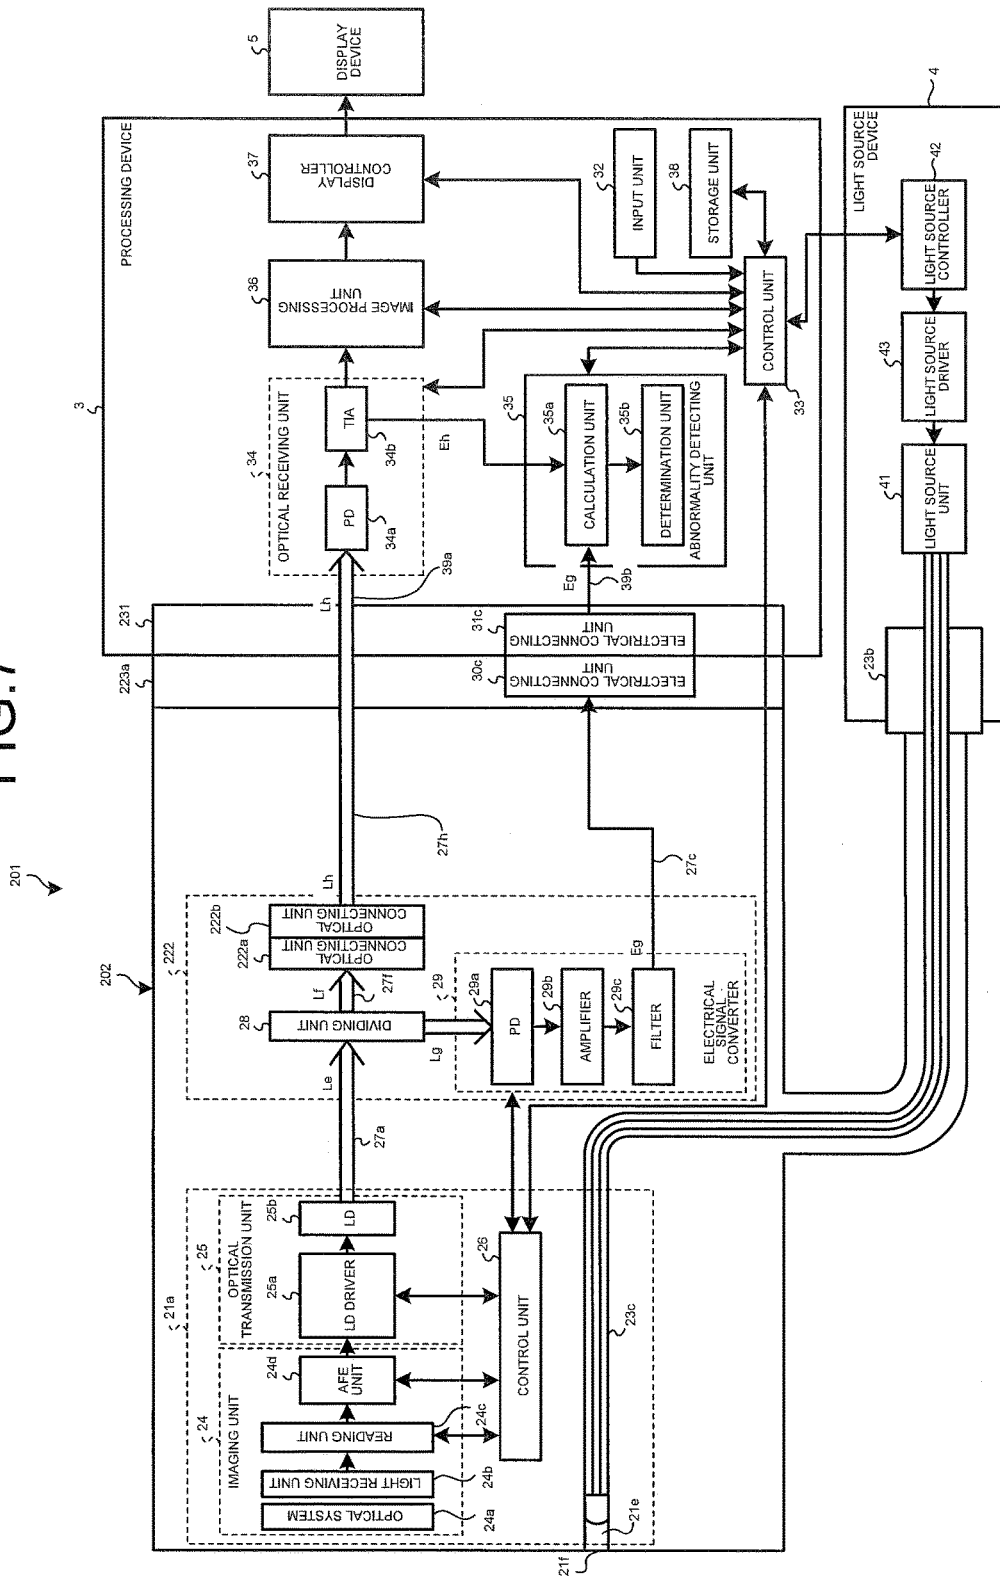 FIG.7
201
202
3
PROCESSING DEVICE
223a
231
5
DISPLAY
DEVICE
37
DISPLAY
CONTROLLER
36
IMAGE PROCESSING
UNIT
32
INPUT UNIT
38
STORAGE UNIT
CONTROL UNIT
33
34
OPTICAL RECEIVING UNIT
TIA
34b
PD
34a
Eh
35
35a
CALCULATION UNIT
35b
DETERMINATION UNIT
ABNORMALITY DETECTING
UNIT
Lh
39a
Eg
39b
31c
ELECTRICAL CONNECTING
UNIT
30c
ELECTRICAL CONNECTING
UNIT
4
LIGHT SOURCE
DEVICE
42
LIGHT SOURCE
CONTROLLER
43
LIGHT SOURCE
DRIVER
41
LIGHT SOURCE
UNIT
23b
27h
27c
Lh
222
222b
OPTICAL
CONNECTING UNIT
222a
OPTICAL
CONNECTING UNIT
Lf
27f
28
DIVIDING UNIT
Le
Lg
27a
29
29a
PD
29b
AMPLIFIER
29c
FILTER
Eg
ELECTRICAL
SIGNAL
CONVERTER
21a
25
OPTICAL
TRANSMISSION UNIT
25b
LD
25a
LD DRIVER
24
IMAGING UNIT
24d
AFE
UNIT
READING UNIT
24c
LIGHT RECEIVING UNIT
24b
OPTICAL SYSTEM
24a
26
CONTROL UNIT
23c
21e
21f